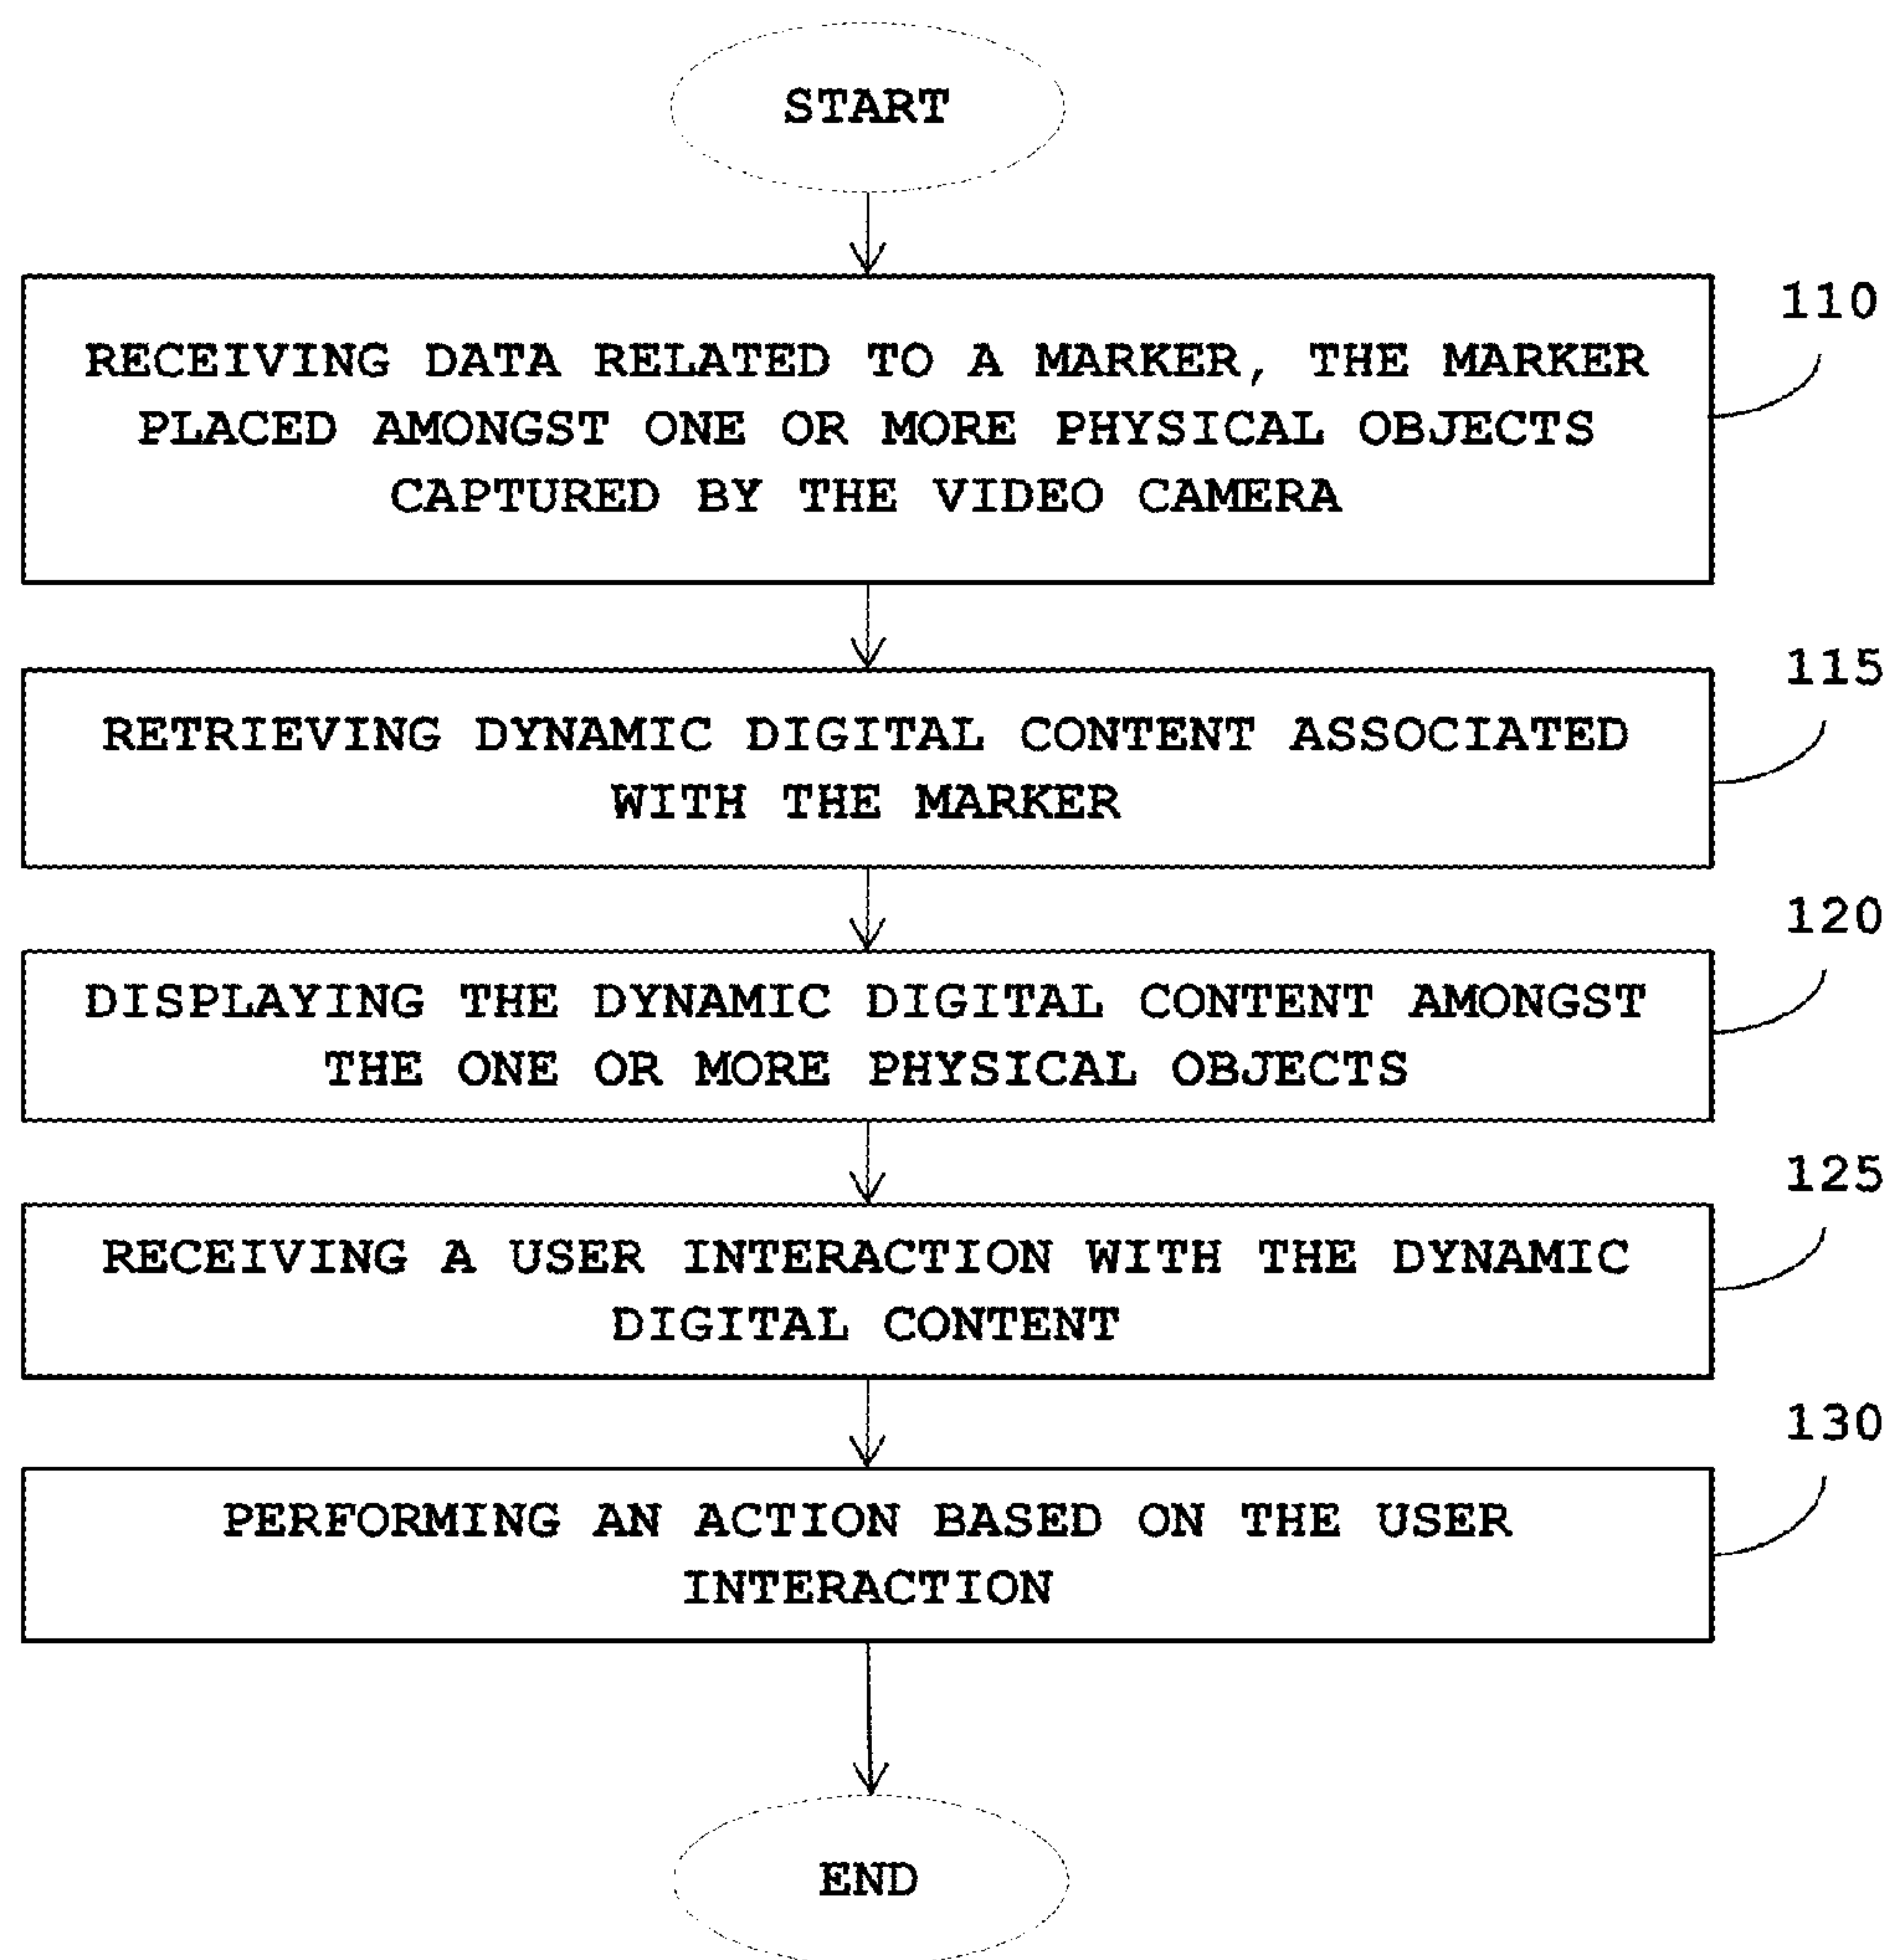 START
110
RECEIVING DATA RELATED TO A MARKER, THE MARKER
PLACED AMONGST ONE OR MORE PHYSICAL OBJECTS
CAPTURED BY THE VIDEO CAMERA
115
RETRIEVING DYNAMIC DIGITAL CONTENT ASSOCIATED
WITH THE MARKER
120
DISPLAYING THE DYNAMIC DIGITAL CONTENT AMONGST
THE ONE OR MORE PHYSICAL OBJECTS
125
RECEIVING A USER INTERACTION WITH THE DYNAMIC
DIGITAL CONTENT
130
PERFORMING AN ACTION BASED ON THE USER
INTERACTION
END